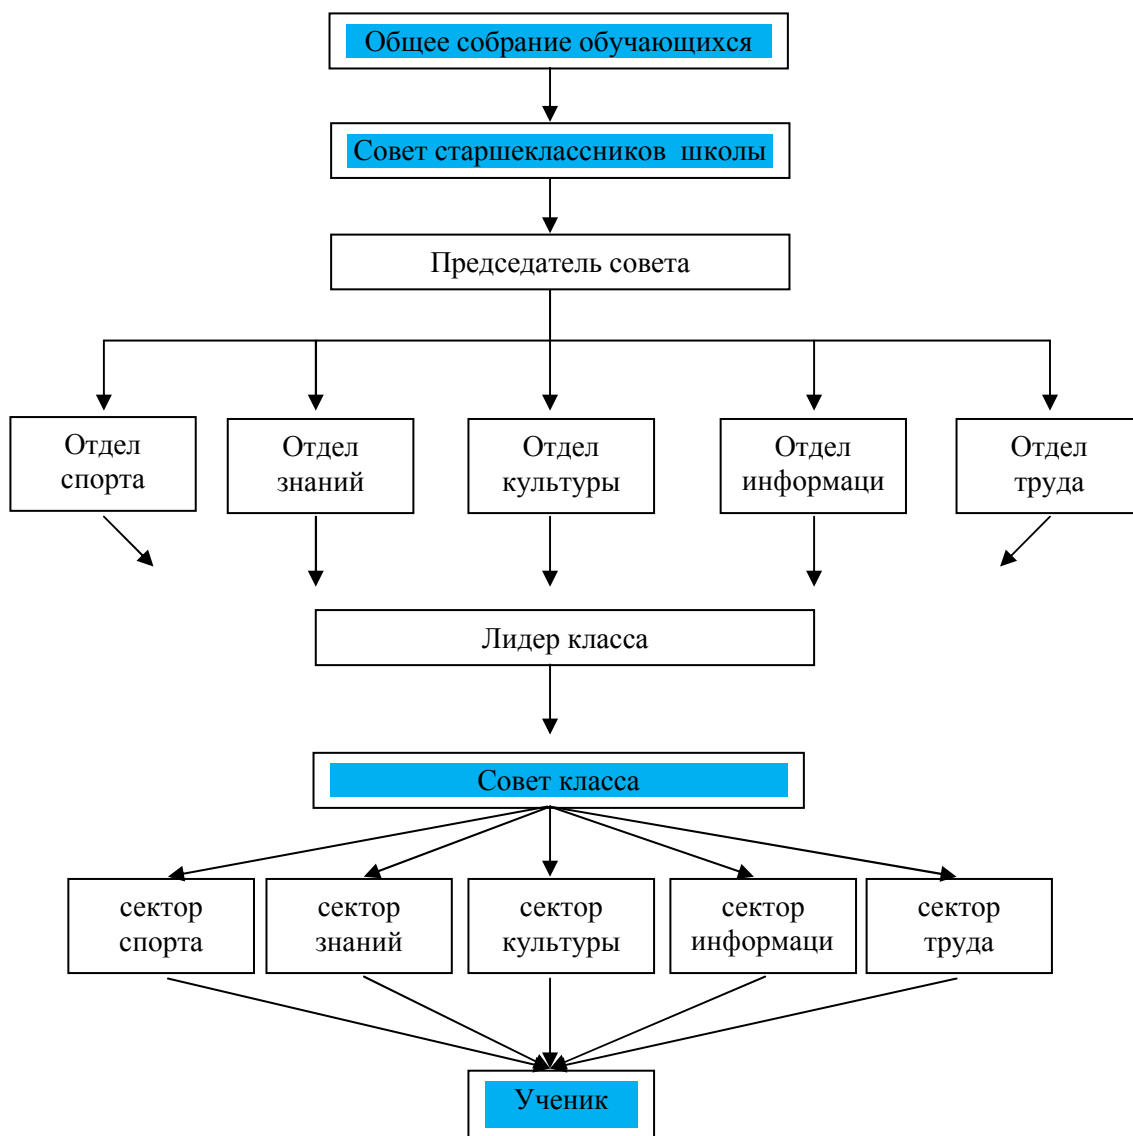 Общее собрание обучающихся
Совет старшеклассников школы
Председатель совета
Отдел
спорта
Отдел
знаний
Отдел
культуры
Отдел
информаци
Отдел
труда
Лидер класса
Совет класса
сектор
спорта
сектор
знаний
сектор
культуры
сектор
информаци
сектор
труда
Ученик